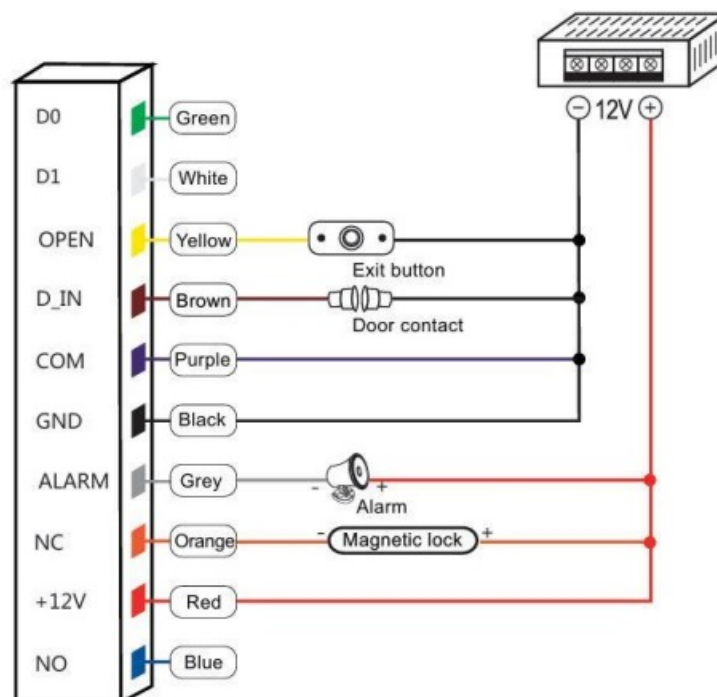 − 12V +
D0 Green
D1 White
OPEN Yellow
Exit button
D_IN Brown
Door contact
COM Purple
GND Black
ALARM Grey - +
Alarm
NC Orange - Magnetic lock +
+12V Red
NO Blue